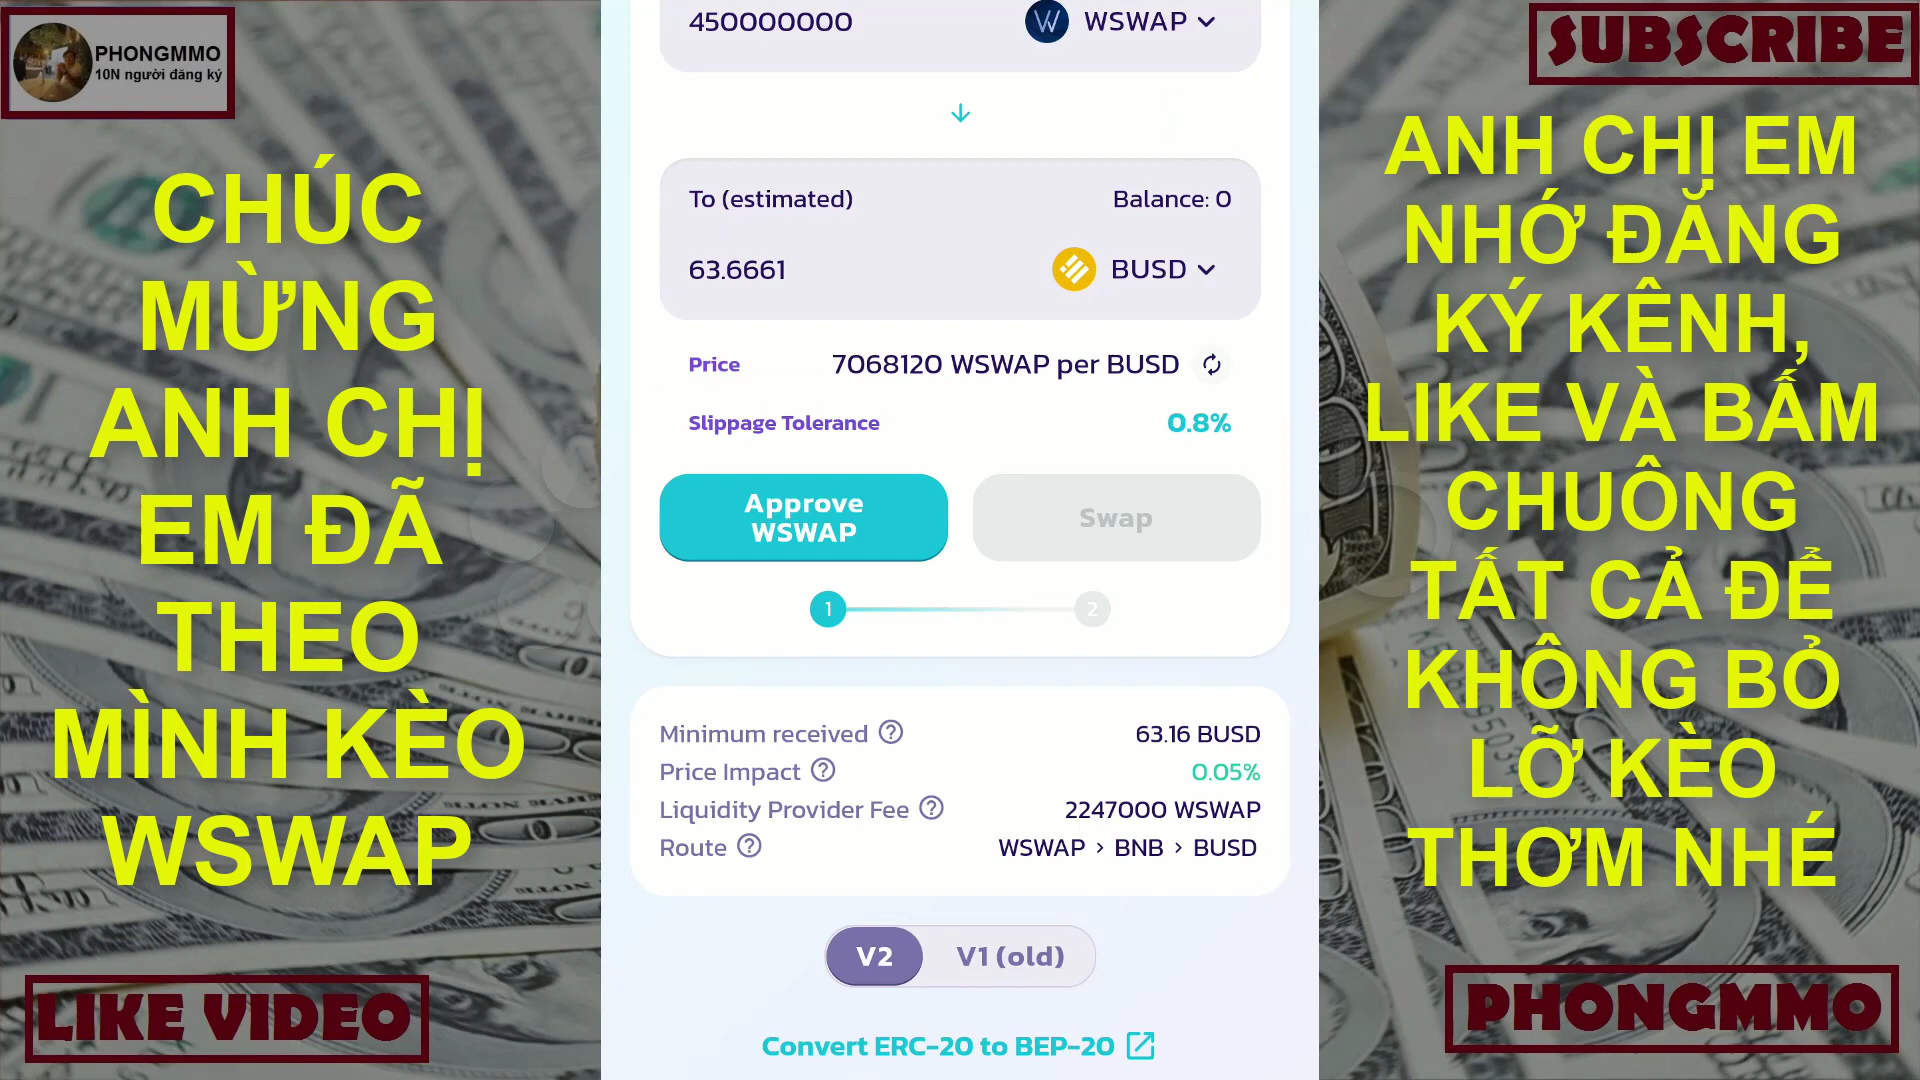 PHONGMMO
10N người đăng ký
CHÚC
MỪNG
ANH CHỊ
EM ĐÃ
THEO
MÌNH KÈO
WSWAP
LIKE VIDEO
450000000
WSWAP
To (estimated)
Balance: 0
63.6661
BUSD
Price
7068120 WSWAP per BUSD
Slippage Tolerance
0.8%
Approve
WSWAP
Swap
1
2
Minimum received
63.16 BUSD
Price Impact
0.05%
Liquidity Provider Fee
2247000 WSWAP
Route
WSWAP > BNB > BUSD
V2
V1 (old)
Convert ERC-20 to BEP-20
SUBSCRIBE
ANH CHỊ EM
NHỚ ĐĂNG
KÝ KÊNH,
LIKE VÀ BẤM
CHUÔNG
TẤT CẢ ĐỂ
KHÔNG BỎ
LỠ KÈO
THƠM NHÉ
PHONGMMO